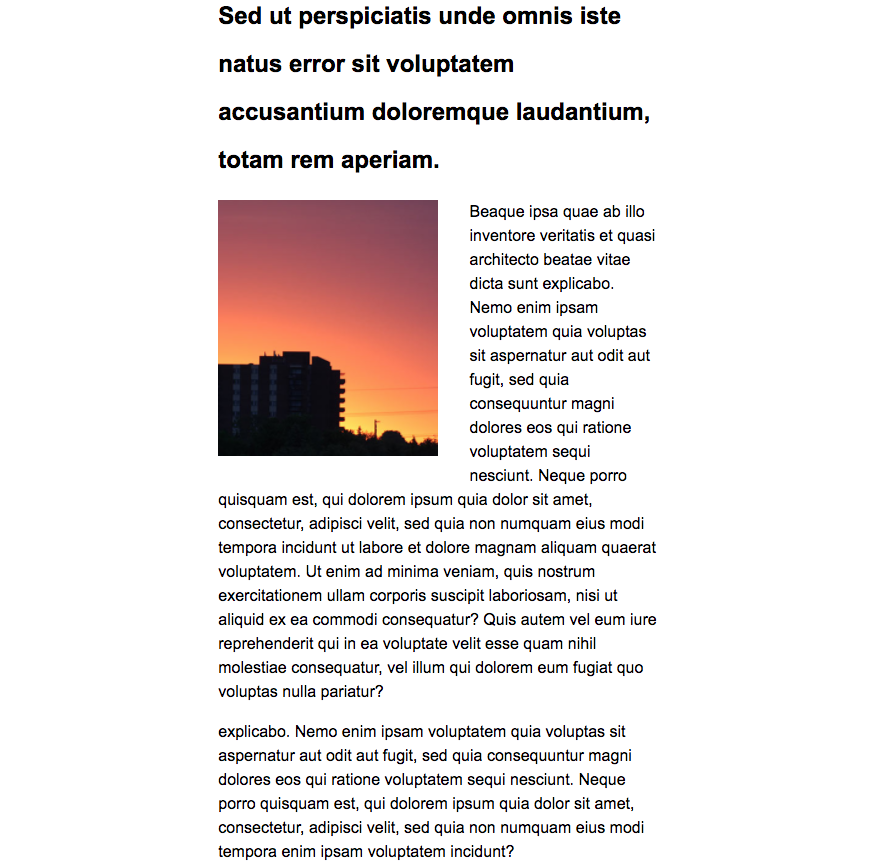 Sed ut perspiciatis unde omnis iste
natus error sit voluptatem
accusantium doloremque laudantium,
totam rem aperiam.
Beaque ipsa quae ab illo
inventore veritatis et quasi
architecto beatae vitae
dicta sunt explicabo.
Nemo enim ipsam
voluptatem quia voluptas
sit aspernatur aut odit aut
fugit, sed quia
consequuntur magni
dolores eos qui ratione
voluptatem sequi
nesciunt. Neque porro
quisquam est, qui dolorem ipsum quia dolor sit amet,
consectetur, adipisci velit, sed quia non numquam eius modi
tempora incidunt ut labore et dolore magnam aliquam quaerat
voluptatem. Ut enim ad minima veniam, quis nostrum
exercitationem ullam corporis suscipit laboriosam, nisi ut
aliquid ex ea commodi consequatur? Quis autem vel eum iure
reprehenderit qui in ea voluptate velit esse quam nihil
molestiae consequatur, vel illum qui dolorem eum fugiat quo
voluptas nulla pariatur?
explicabo. Nemo enim ipsam voluptatem quia voluptas sit
aspernatur aut odit aut fugit, sed quia consequuntur magni
dolores eos qui ratione voluptatem sequi nesciunt. Neque
porro quisquam est, qui dolorem ipsum quia dolor sit amet,
consectetur, adipisci velit, sed quia non numquam eius modi
tempora enim ipsam voluptatem incidunt?